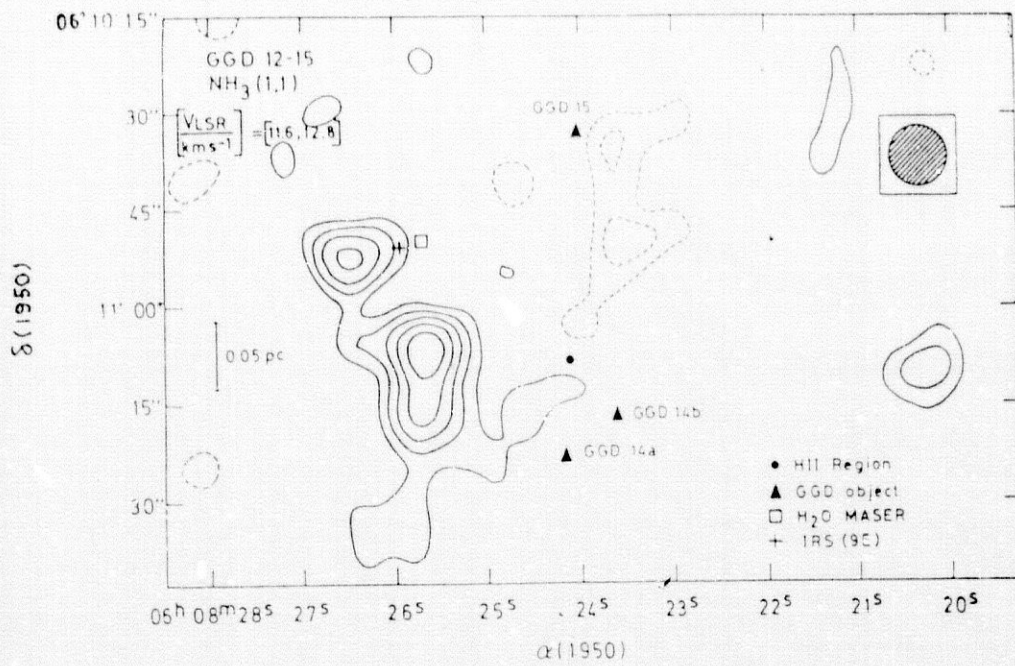 06° 10' 15"
GGD 12-15
NH₃ (1,1)
[VLSR / km s⁻¹] = [11.6, 12.8]
30"
45"
11' 00"
15"
30"
δ (1950)
0.05 pc
GGD 15
GGD 14b
GGD 14a
● HII Region
▲ GGD object
□ H₂O MASER
+ IRS (9E)
05ʰ 08ᵐ 28ˢ 27ˢ 26ˢ 25ˢ 24ˢ 23ˢ 22ˢ 21ˢ 20ˢ
α (1950)